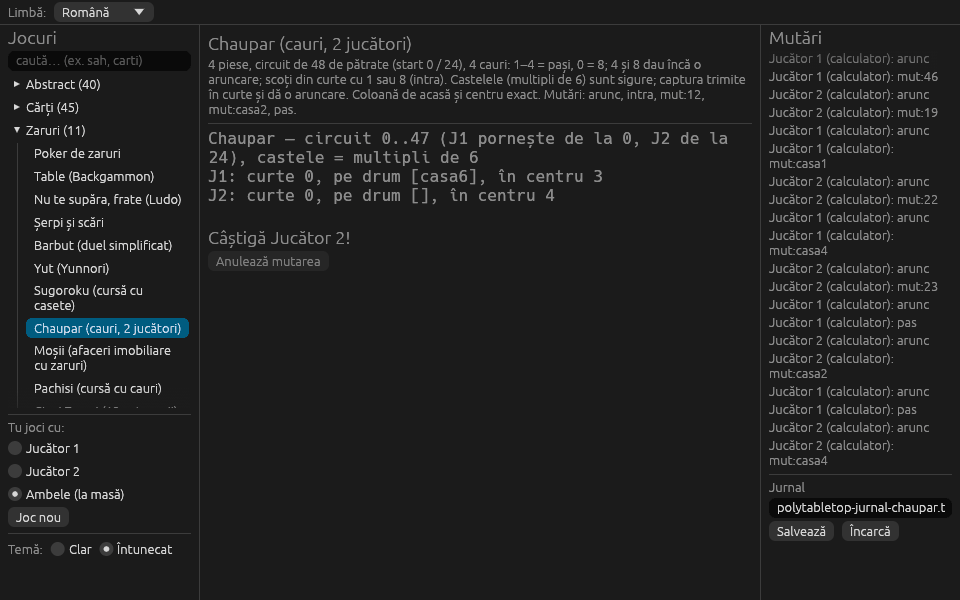 Limbă: Română
Jocuri
caută... (ex. sah, carti)
Abstract (40)
Cărți (45)
Zaruri (11)
Poker de zaruri
Table (Backgammon)
Nu te supăra, frate (Ludo)
Șerpi și scări
Barbut (duel simplificat)
Yut (Yunnori)
Sugoroku (cursă cu
casete)
Chaupar (cauri, 2 jucători)
Moșii (afaceri imobiliare
cu zaruri)
Pachisi (cursă cu cauri)
Tu joci cu:
Jucător 1
Jucător 2
Ambele (la masă)
Joc nou
Temă: Clar Întunecat
Chaupar (cauri, 2 jucători)
4 piese, circuit de 48 de pătrate (start 0 / 24), 4 cauri: 1–4 = pași, 0 = 8; 4 și 8 dau încă o
aruncare; scoți din curte cu 1 sau 8 (intra). Castelele (multipli de 6) sunt sigure; captura trimite
în curte și dă o aruncare. Coloană de acasă și centru exact. Mutări: arunc, intra, mut:12,
mut:casa2, pas.
Chaupar — circuit 0..47 (J1 pornește de la 0, J2 de la
24), castele = multipli de 6
J1: curte 0, pe drum [casa6], în centru 3
J2: curte 0, pe drum [], în centru 4
Câștigă Jucător 2!
Anulează mutarea
Mutări
Jucător 1 (calculator): arunc
Jucător 1 (calculator): mut:46
Jucător 2 (calculator): arunc
Jucător 2 (calculator): mut:19
Jucător 1 (calculator): arunc
Jucător 1 (calculator):
mut:casa1
Jucător 2 (calculator): arunc
Jucător 2 (calculator): mut:22
Jucător 1 (calculator): arunc
Jucător 1 (calculator):
mut:casa4
Jucător 2 (calculator): arunc
Jucător 2 (calculator): mut:23
Jucător 1 (calculator): arunc
Jucător 1 (calculator): pas
Jucător 2 (calculator): arunc
Jucător 2 (calculator):
mut:casa2
Jucător 1 (calculator): arunc
Jucător 1 (calculator): pas
Jucător 2 (calculator): arunc
Jucător 2 (calculator):
mut:casa4
Jurnal
polytabletop-jurnal-chaupar.t
Salvează Încarcă